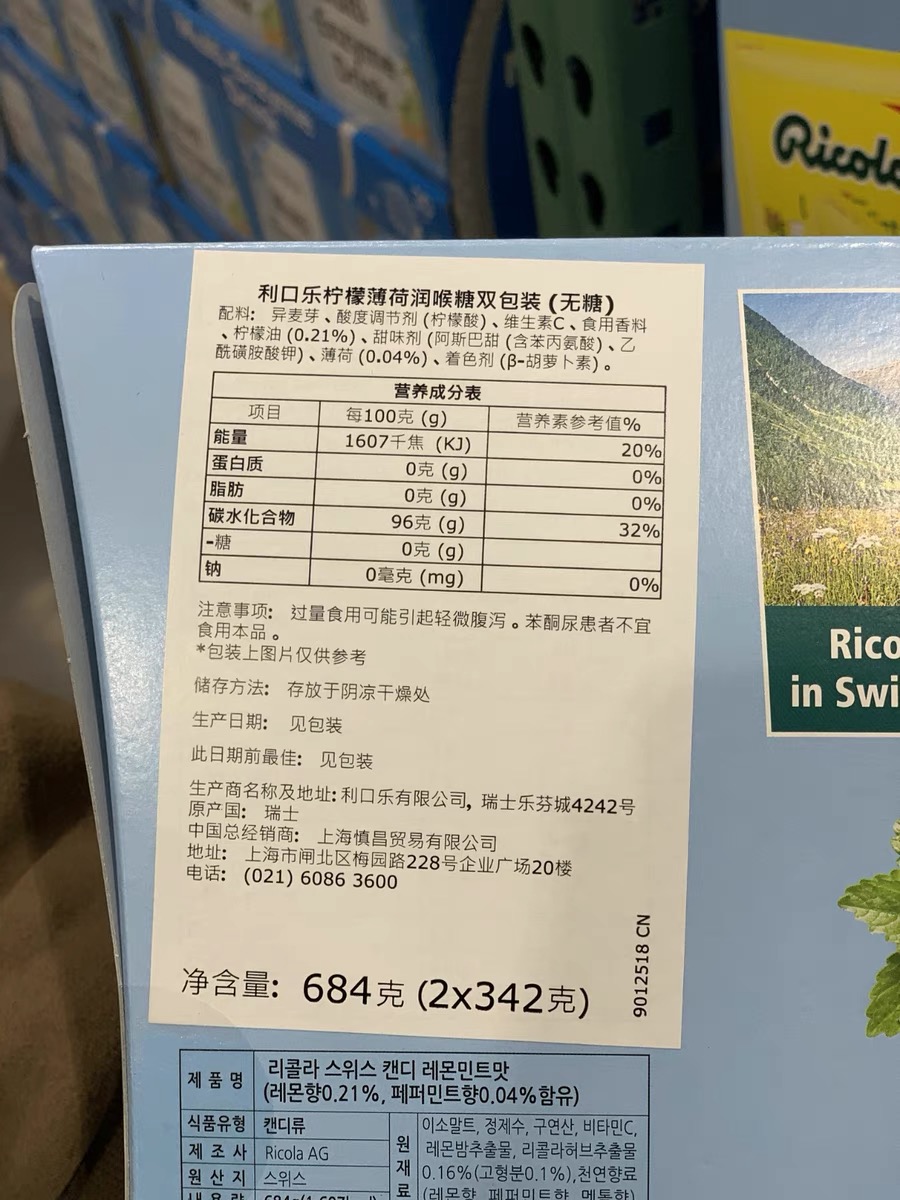 Ricola
利口乐柠檬薄荷润喉糖双包装 (无糖)
配料: 异麦芽、酸度调节剂 (柠檬酸)、维生素C、食用香料
、柠檬油 (0.21%)、甜味剂 (阿斯巴甜 (含苯丙氨酸)、乙
酰磺胺酸钾)、薄荷 (0.04%)、着色剂 (β-胡萝卜素)。
营养成分表
项目 每100克 (g) 营养素参考值%
能量 1607千焦 (KJ) 20%
蛋白质 0克 (g) 0%
脂肪 0克 (g) 0%
碳水化合物 96克 (g) 32%
-糖 0克 (g)
钠 0毫克 (mg) 0%
注意事项: 过量食用可能引起轻微腹泻。苯酮尿患者不宜
食用本品。
*包装上图片仅供参考
储存方法: 存放于阴凉干燥处
生产日期: 见包装
此日期前最佳: 见包装
生产商名称及地址: 利口乐有限公司, 瑞士乐芬城4242号
原产国: 瑞士
中国总经销商: 上海慎昌贸易有限公司
地址: 上海市闸北区梅园路228号企业广场20楼
电话: (021) 6086 3600
净含量: 684克 (2x342克)
9012518 CN
Rico
in Swi
제 품 명 리콜라 스위스 캔디 레몬민트맛
(레몬향0.21%, 페퍼민트향0.04%함유)
식품유형 캔디류
제 조 사 Ricola AG
원 산 지 스위스
내 용 량
원
재
료
이소말트, 정제수, 구연산, 비타민C,
레몬밤추출물, 리콜라허브추출물
0.16%(고형분0.1%),천연향료
(레몬향, 페퍼민트향, 멘톨향)